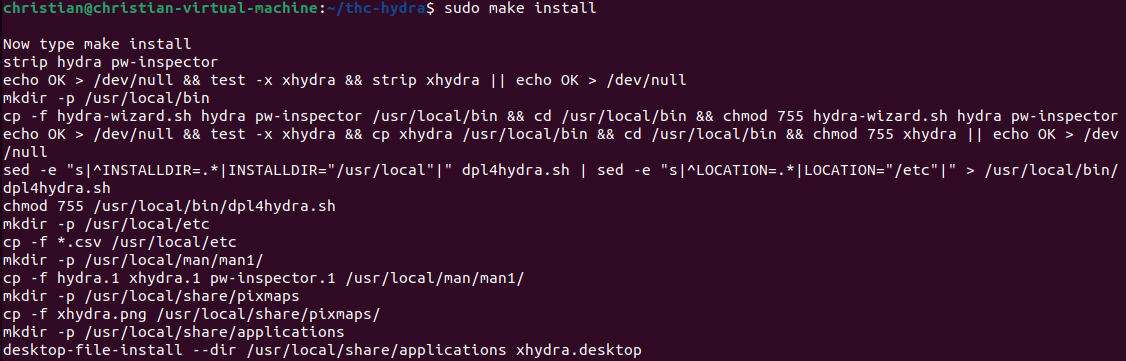 christian@christian-virtual-machine:~/thc-hydra$ sudo make install
Now type make install
strip hydra pw-inspector
echo OK > /dev/null && test -x xhydra && strip xhydra || echo OK > /dev/null
mkdir -p /usr/local/bin
cp -f hydra-wizard.sh hydra pw-inspector /usr/local/bin && cd /usr/local/bin && chmod 755 hydra-wizard.sh hydra pw-inspector
echo OK > /dev/null && test -x xhydra && cp xhydra /usr/local/bin && cd /usr/local/bin && chmod 755 xhydra || echo OK > /dev
/null
sed -e "s|^INSTALLDIR=.*|INSTALLDIR="/usr/local"|" dpl4hydra.sh | sed -e "s|^LOCATION=.*|LOCATION="/etc"|" > /usr/local/bin/
dpl4hydra.sh
chmod 755 /usr/local/bin/dpl4hydra.sh
mkdir -p /usr/local/etc
cp -f *.csv /usr/local/etc
mkdir -p /usr/local/man/man1/
cp -f hydra.1 xhydra.1 pw-inspector.1 /usr/local/man/man1/
mkdir -p /usr/local/share/pixmaps
cp -f xhydra.png /usr/local/share/pixmaps/
mkdir -p /usr/local/share/applications
desktop-file-install --dir /usr/local/share/applications xhydra.desktop